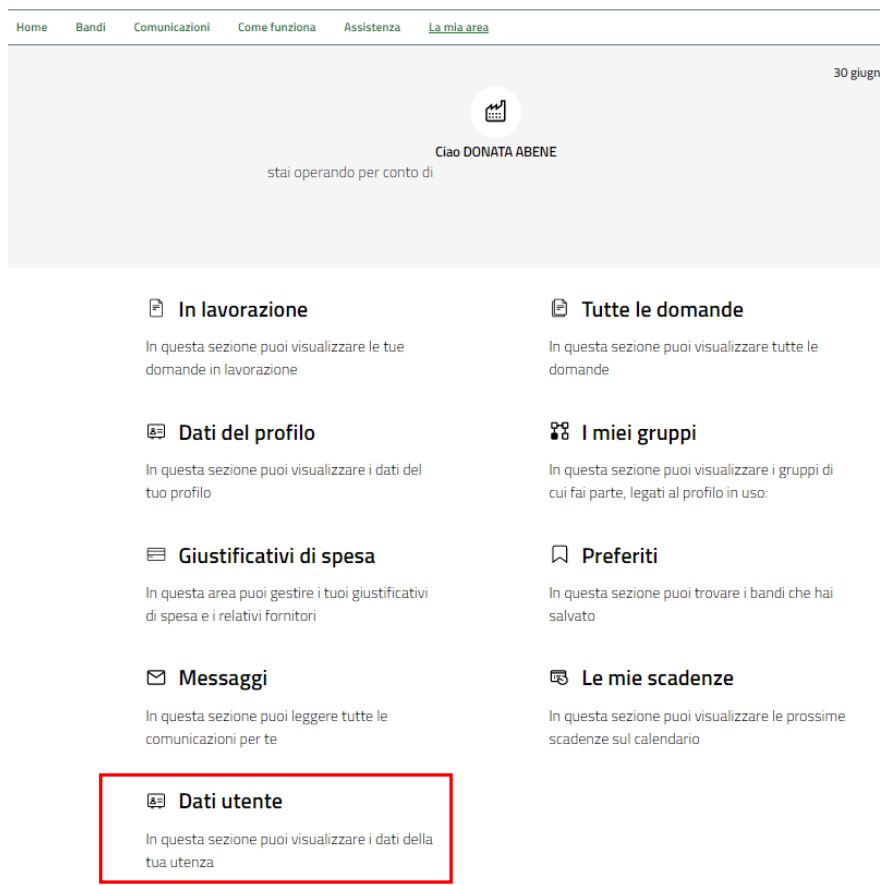 Home Bandi Comunicazioni Come funziona Assistenza La mia area
30 giugn
Ciao DONATA ABENE
stai operando per conto di
In lavorazione
In questa sezione puoi visualizzare le tue
domande in lavorazione
Tutte le domande
In questa sezione puoi visualizzare tutte le
domande
Dati del profilo
In questa sezione puoi visualizzare i dati del
tuo profilo
I miei gruppi
In questa sezione puoi visualizzare i gruppi di
cui fai parte, legati al profilo in uso:
Giustificativi di spesa
In questa area puoi gestire i tuoi giustificativi
di spesa e i relativi fornitori
Preferiti
In questa sezione puoi trovare i bandi che hai
salvato
Messaggi
In questa sezione puoi leggere tutte le
comunicazioni per te
Le mie scadenze
In questa sezione puoi visualizzare le prossime
scadenze sul calendario
Dati utente
In questa sezione puoi visualizzare i dati della
tua utenza